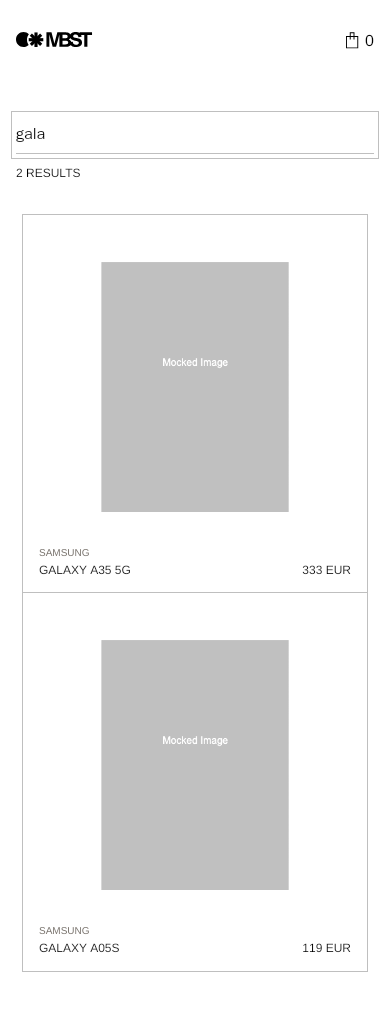 MBST
0
gala
2 RESULTS
Mocked Image
SAMSUNG
GALAXY A35 5G 333 EUR
Mocked Image
SAMSUNG
GALAXY A05S 119 EUR